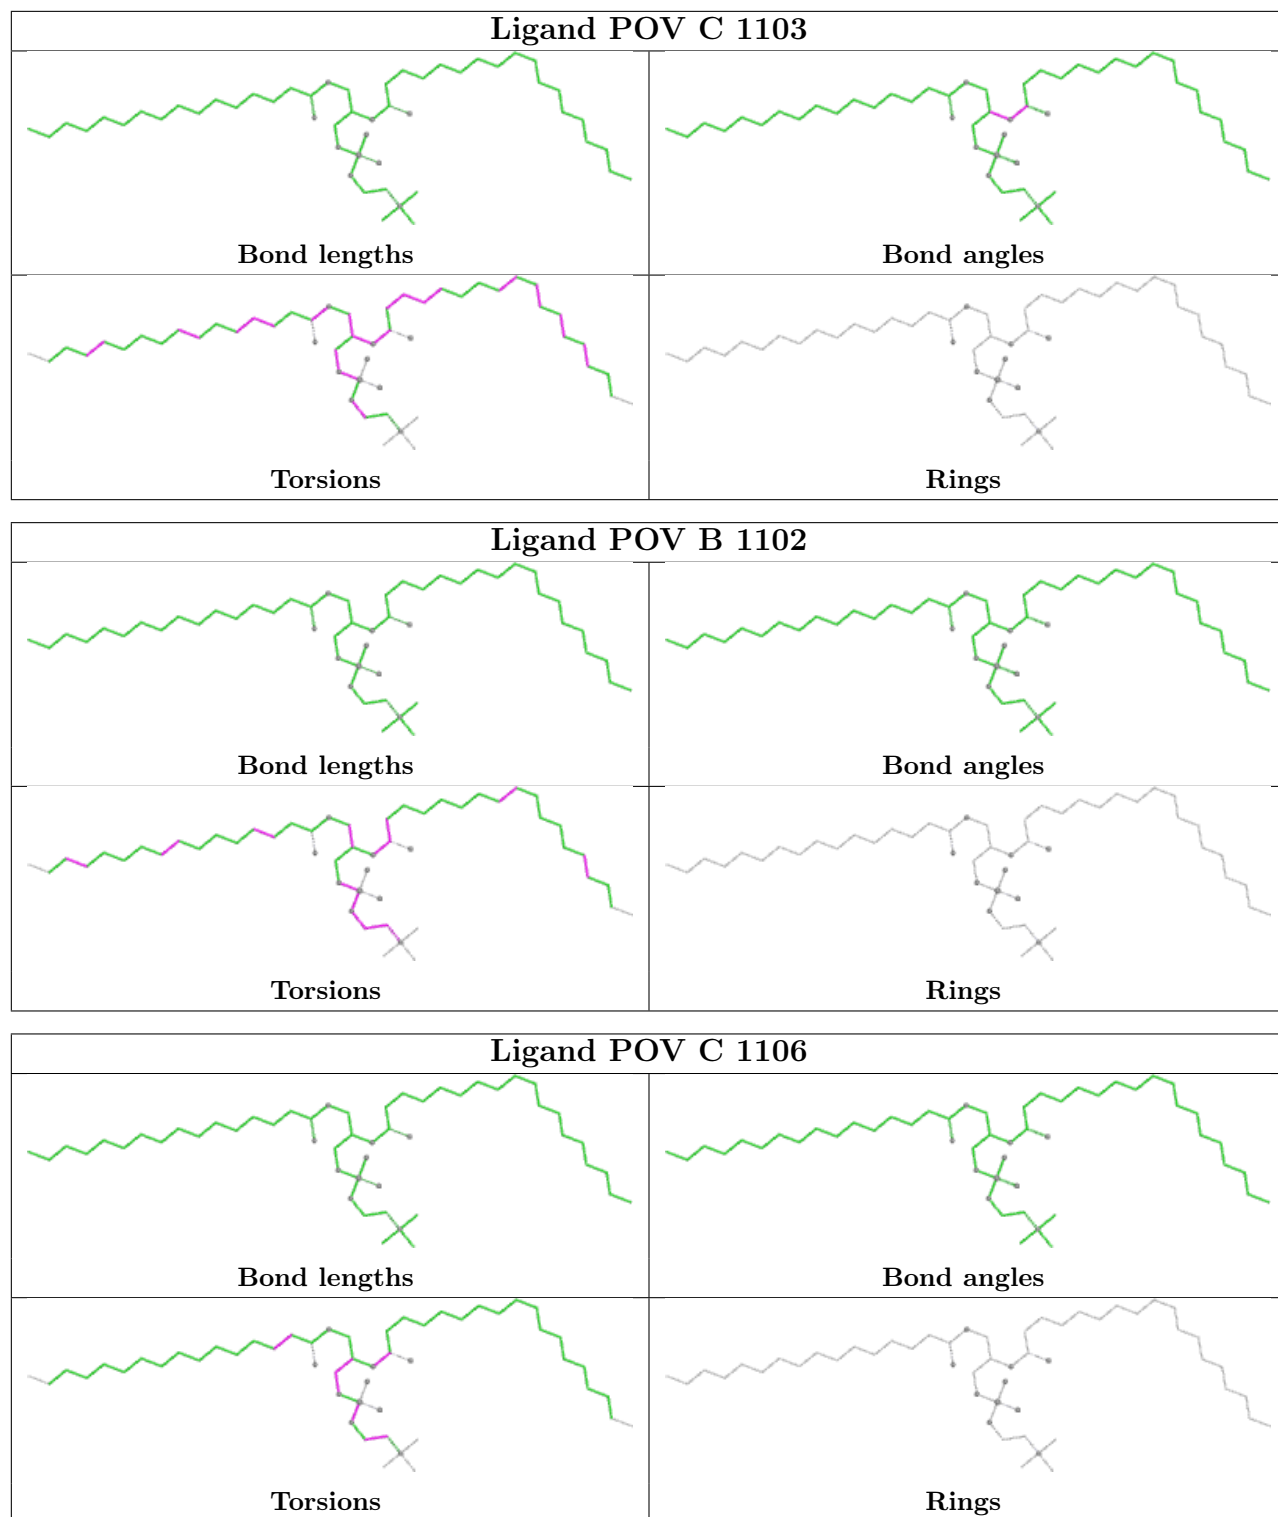 Ligand POV C 1103
Bond lengths
Bond angles
Torsions
Rings
Ligand POV B 1102
Bond lengths
Bond angles
Torsions
Rings
Ligand POV C 1106
Bond lengths
Bond angles
Torsions
Rings